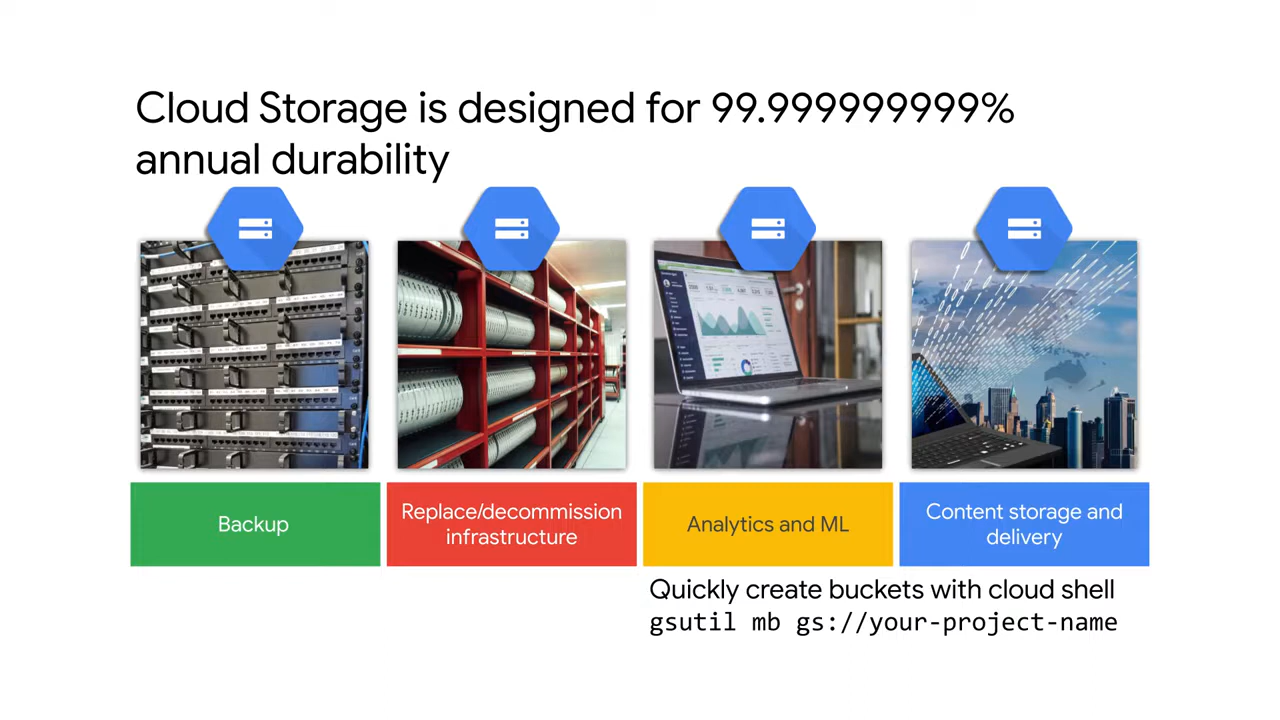 Cloud Storage is designed for 99.999999999%
annual durability
Backup
Replace/decommission
infrastructure
Analytics and ML
Content storage and
delivery
Quickly create buckets with cloud shell
gsutil mb gs://your-project-name